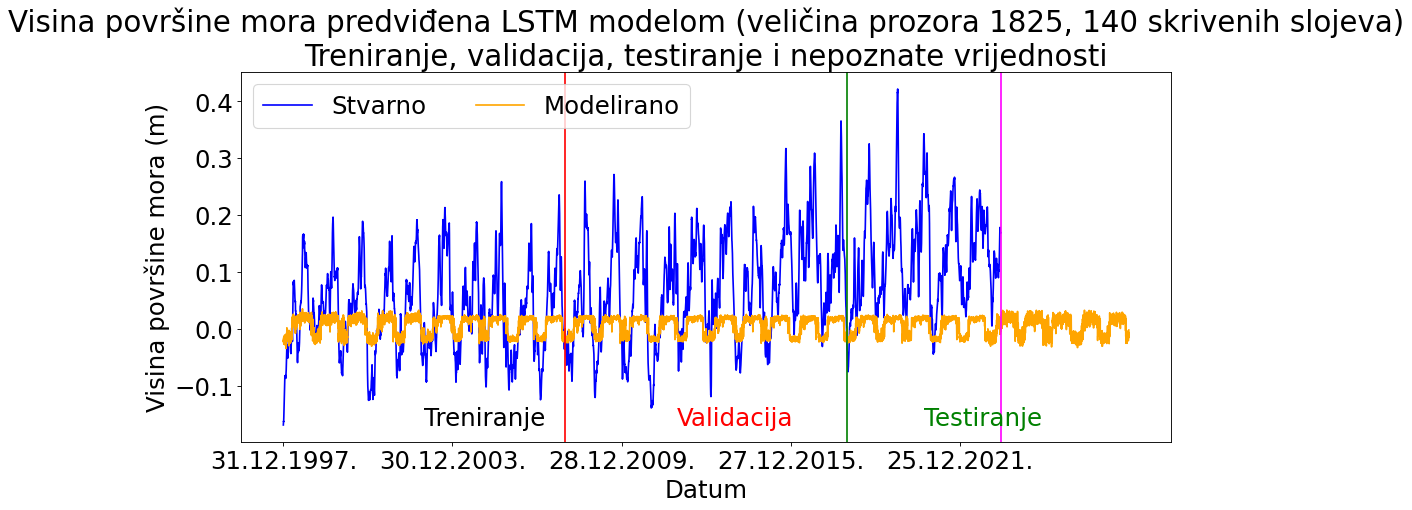 Visina površine mora predviđena LSTM modelom (veličina prozora 1825, 140 skrivenih slojeva)
Treniranje, validacija, testiranje i nepoznate vrijednosti
Stvarno Modelirano
Visina površine mora (m)
0.4
0.3
0.2
0.1
0.0
−0.1
Treniranje Validacija Testiranje
31.12.1997. 30.12.2003. 28.12.2009. 27.12.2015. 25.12.2021.
Datum